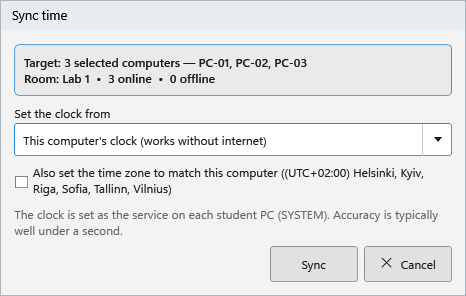 Sync time
Target: 3 selected computers — PC-01, PC-02, PC-03
Room: Lab 1 • 3 online • 0 offline
Set the clock from
This computer's clock (works without internet)
Also set the time zone to match this computer ((UTC+02:00) Helsinki, Kyiv,
Riga, Sofia, Tallinn, Vilnius)
The clock is set as the service on each student PC (SYSTEM). Accuracy is typically
well under a second.
Sync
Cancel